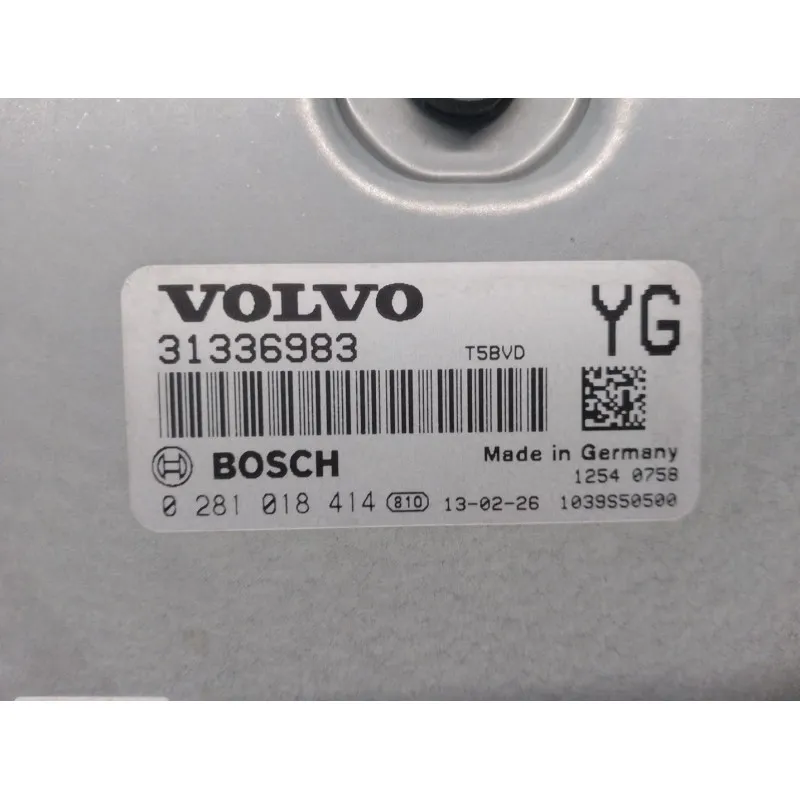 VOLVO YG
31336983 T5BVD
BOSCH Made in Germany
1254 0758
0 281 018 414 810 13-02-26 1039S50500